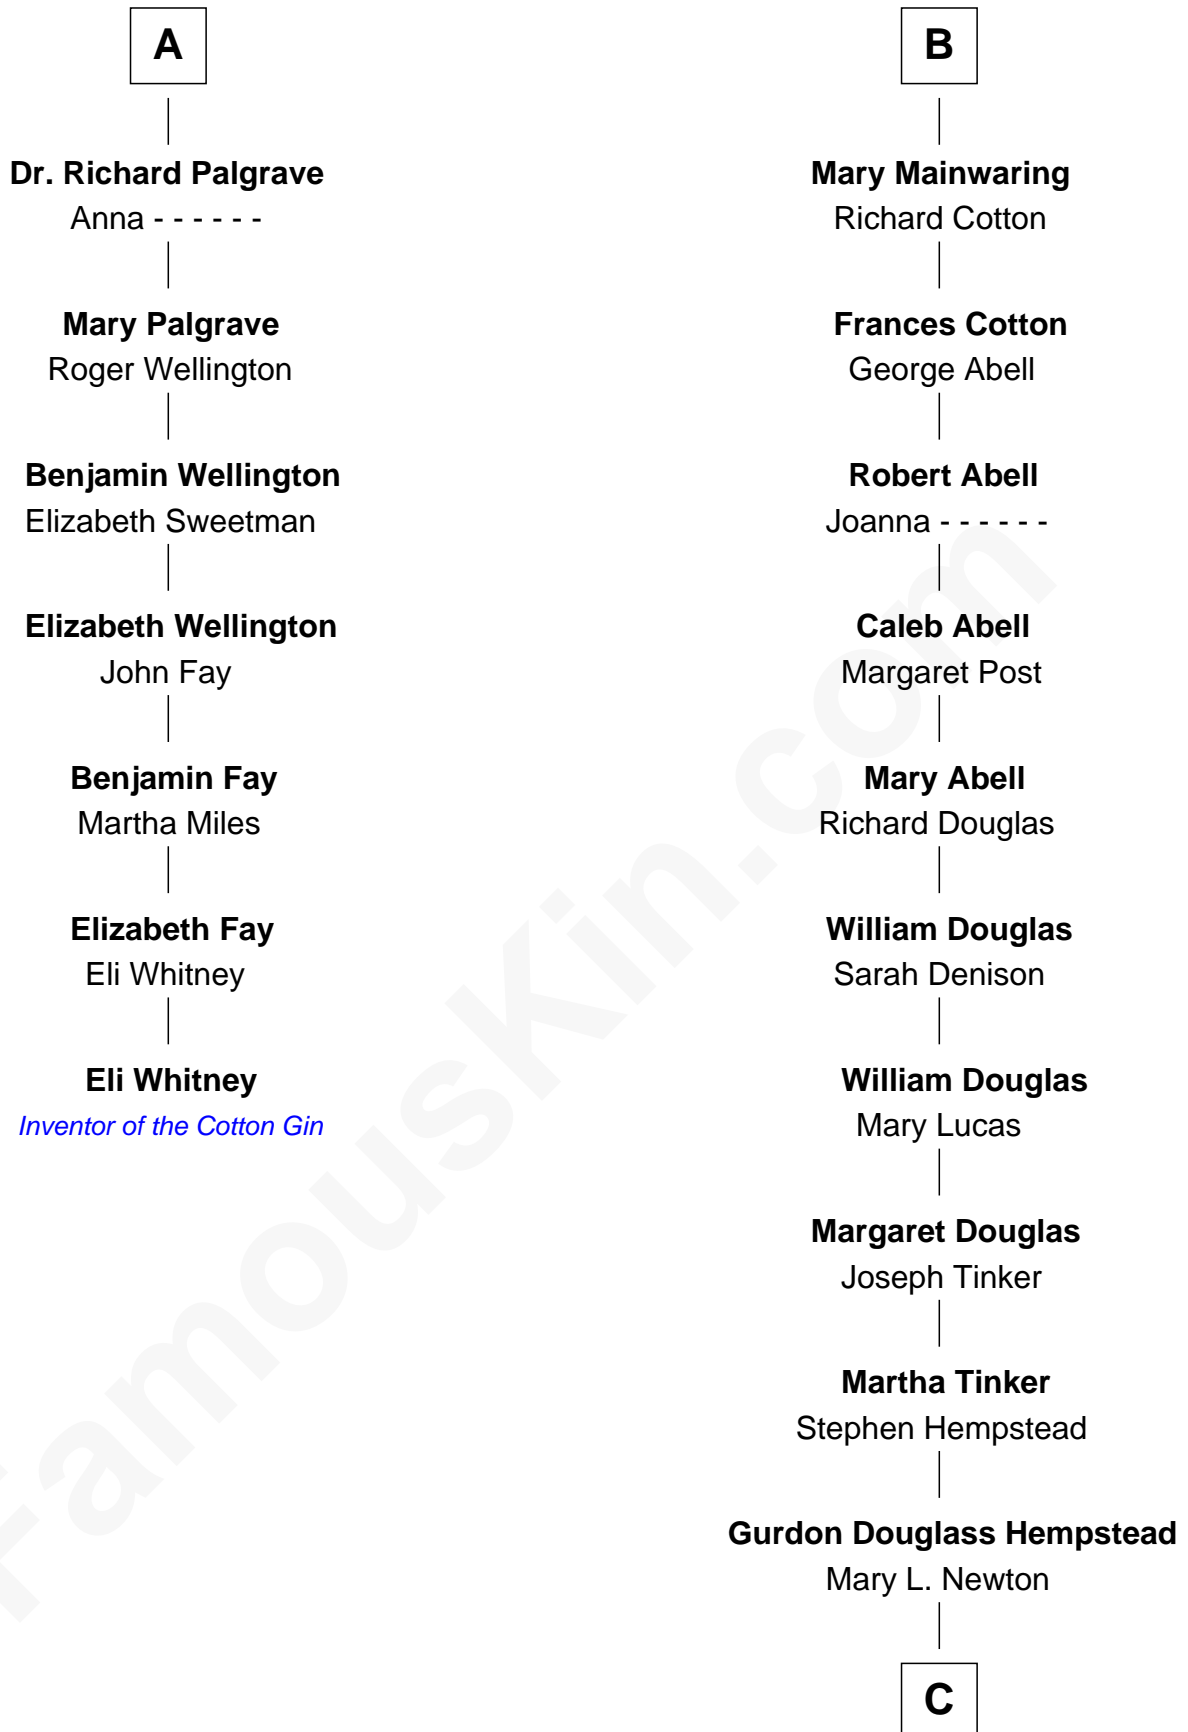 A
Dr. Richard Palgrave
Anna - - - - - -
Mary Palgrave
Roger Wellington
Benjamin Wellington
Elizabeth Sweetman
Elizabeth Wellington
John Fay
Benjamin Fay
Martha Miles
Elizabeth Fay
Eli Whitney
Eli Whitney
Inventor of the Cotton Gin
B
Mary Mainwaring
Richard Cotton
Frances Cotton
George Abell
Robert Abell
Joanna - - - - - -
Caleb Abell
Margaret Post
Mary Abell
Richard Douglas
William Douglas
Sarah Denison
William Douglas
Mary Lucas
Margaret Douglas
Joseph Tinker
Martha Tinker
Stephen Hempstead
Gurdon Douglass Hempstead
Mary L. Newton
C
FamousKin.com